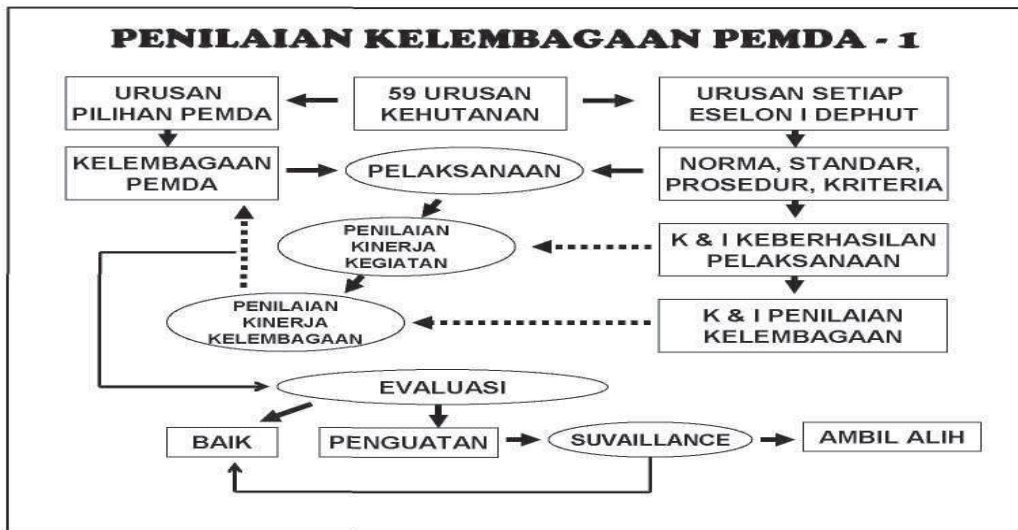 PENILAIAN KELEMBAGAAN PEMDA - 1
URUSAN
PILIHAN PEMDA
59 URUSAN
KEHUTANAN
URUSAN SETIAP
ESELON I DEPHUT
KELEMBAGAAN
PEMDA
PELAKSANAAN
NORMA, STANDAR,
PROSEDUR, KRITERIA
PENILAIAN
KINERJA
KEGIATAN
K & I KEBERHASILAN
PELAKSANAAN
PENILAIAN
KINERJA
KELEMBAGAAN
K & I PENILAIAN
KELEMBAGAAN
EVALUASI
BAIK
PENGUATAN
SUVAILLANCE
AMBIL ALIH